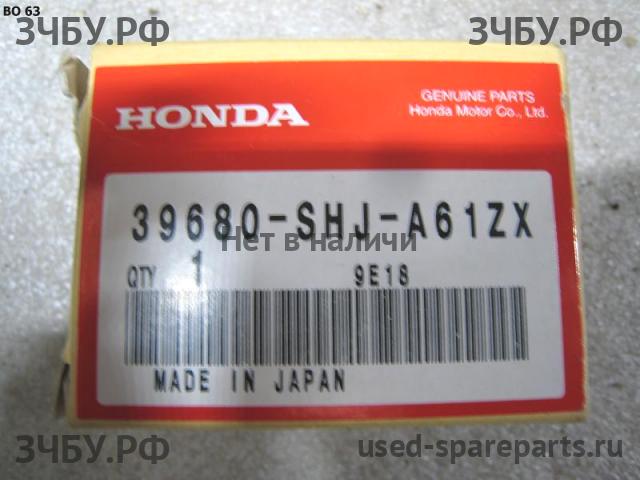 BO 63
ЗЧБУ.РФ ЗЧБУ.РФ
HONDA
GENUINE PARTS
Honda Motor Co., Ltd.
39680-SHJ-A61ZX
Нет в наличи
QTY 1 9E18
MADE IN JAPAN
ЗЧБУ.РФ used-spareparts.ru